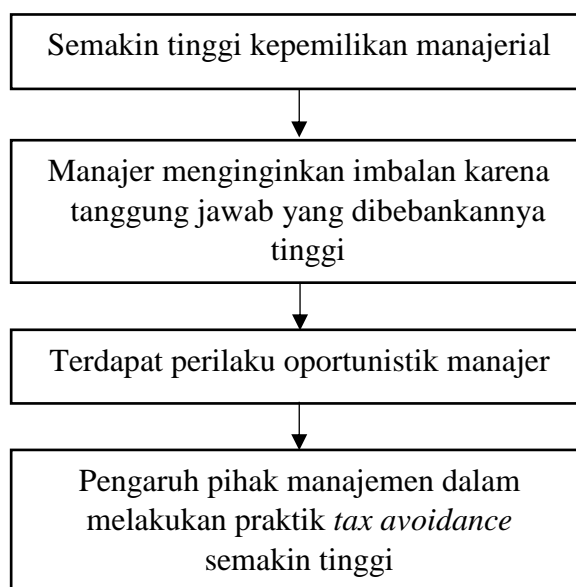 Semakin tinggi kepemilikan manajerial
Manajer menginginkan imbalan karena
tanggung jawab yang dibebankannya
tinggi
Terdapat perilaku oportunistik manajer
Pengaruh pihak manajemen dalam
melakukan praktik tax avoidance
semakin tinggi